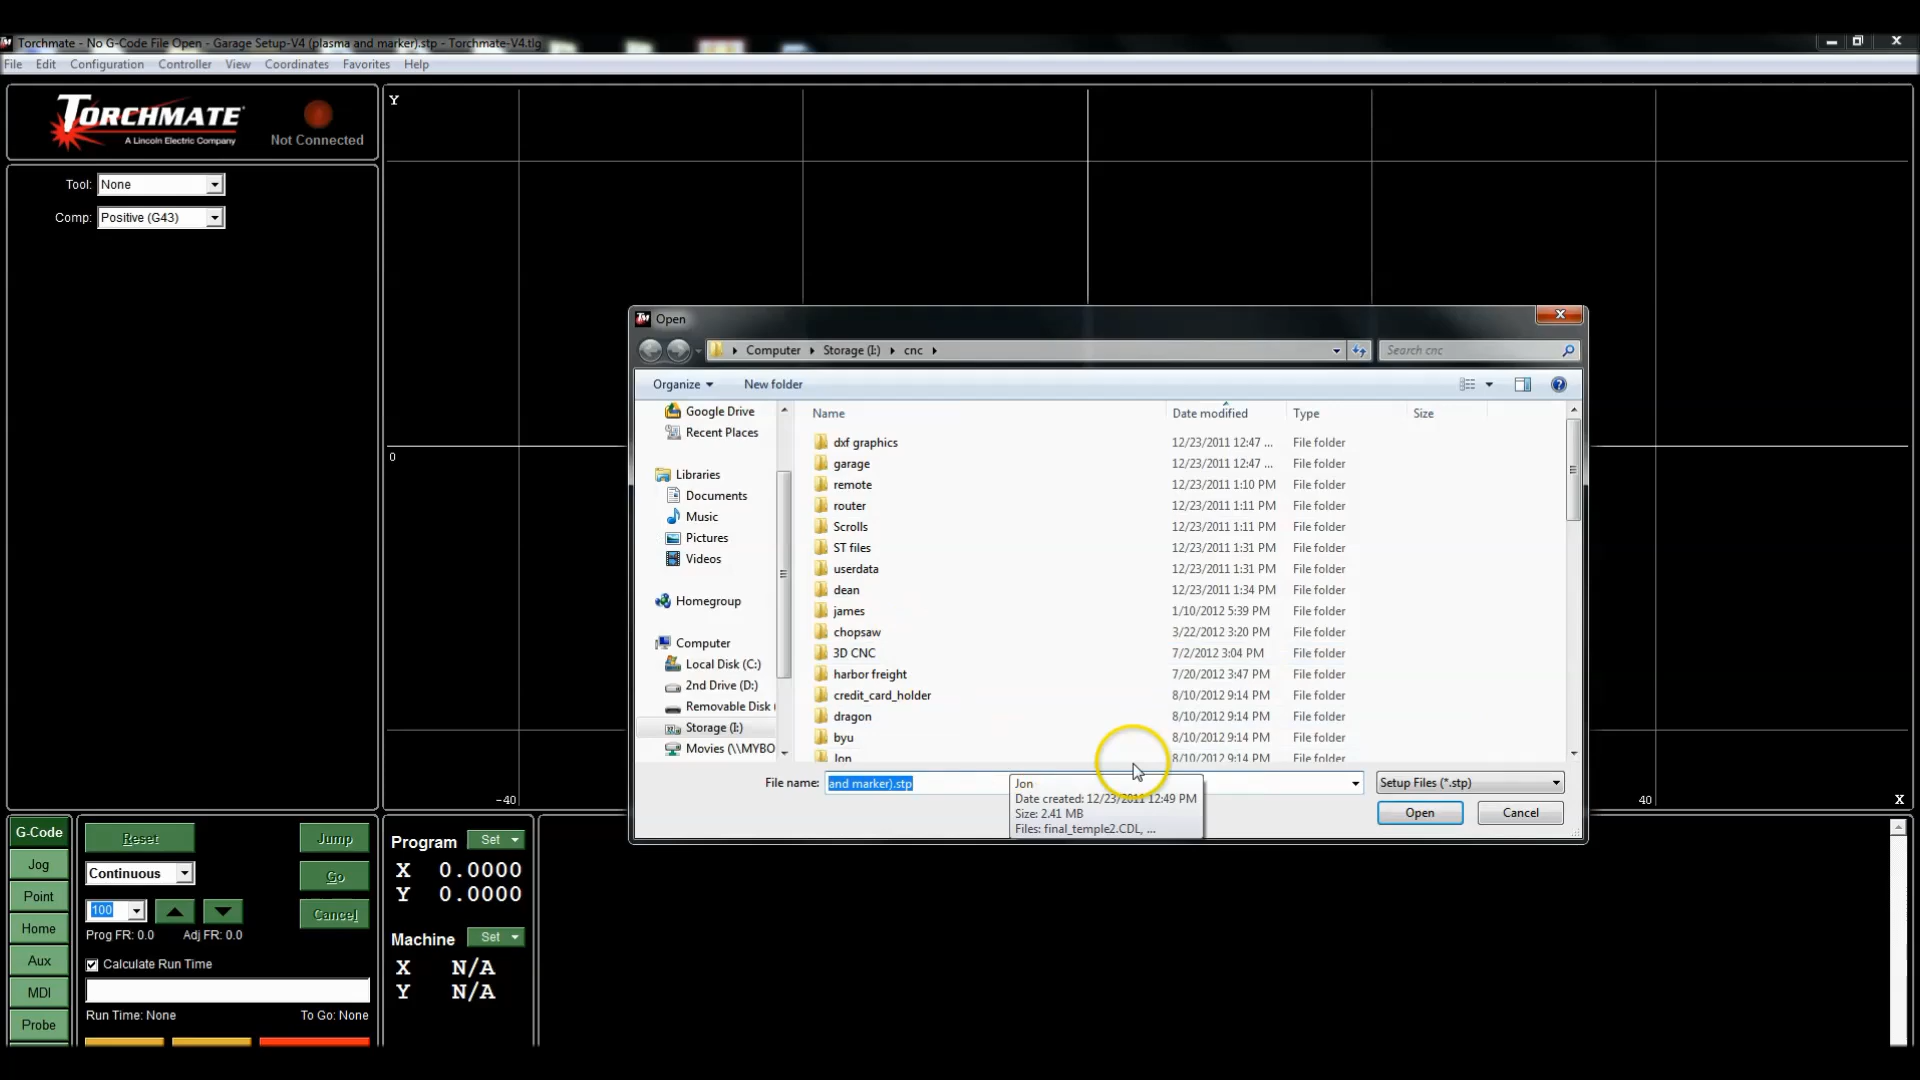 Torchmate - No G-Code File Open - Garage Setup-V4 (plasma and marker).stp - Torchmate-V4.tlg
File Edit Configuration Controller View Coordinates Favorites Help
TORCHMATE
A Lincoln Electric Company
Not Connected
Tool: None
Comp: Positive (G43)
Y
0
-40
40
X
Open
Computer Storage (I:) cnc
Search cnc
Organize New folder
Google Drive
Recent Places
Libraries
Documents
Music
Pictures
Videos
Homegroup
Computer
Local Disk (C:)
2nd Drive (D:)
Removable Disk
Storage (I:)
Movies (\\MYBO
Name Date modified Type Size
dxf graphics 12/23/2011 12:47 ... File folder
garage 12/23/2011 12:47 ... File folder
remote 12/23/2011 1:10 PM File folder
router 12/23/2011 1:11 PM File folder
Scrolls 12/23/2011 1:11 PM File folder
ST files 12/23/2011 1:31 PM File folder
userdata 12/23/2011 1:31 PM File folder
dean 12/23/2011 1:34 PM File folder
james 1/10/2012 5:39 PM File folder
chopsaw 3/22/2012 3:20 PM File folder
3D CNC 7/2/2012 3:04 PM File folder
harbor freight 7/20/2012 3:47 PM File folder
credit_card_holder 8/10/2012 9:14 PM File folder
dragon 8/10/2012 9:14 PM File folder
byu 8/10/2012 9:14 PM File folder
Jon 8/10/2012 9:14 PM File folder
File name: and marker).stp
Setup Files (*.stp)
Jon
Date created: 12/23/2011 12:49 PM
Size: 2.41 MB
Files: final_temple2.CDL, ...
Open Cancel
G-Code
Jog
Point
Home
Aux
MDI
Probe
Reset
Jump
Continuous
Go
100
Cancel
Prog FR: 0.0 Adj FR: 0.0
Calculate Run Time
Run Time: None To Go: None
Program Set
X 0.0000
Y 0.0000
Machine Set
X N/A
Y N/A